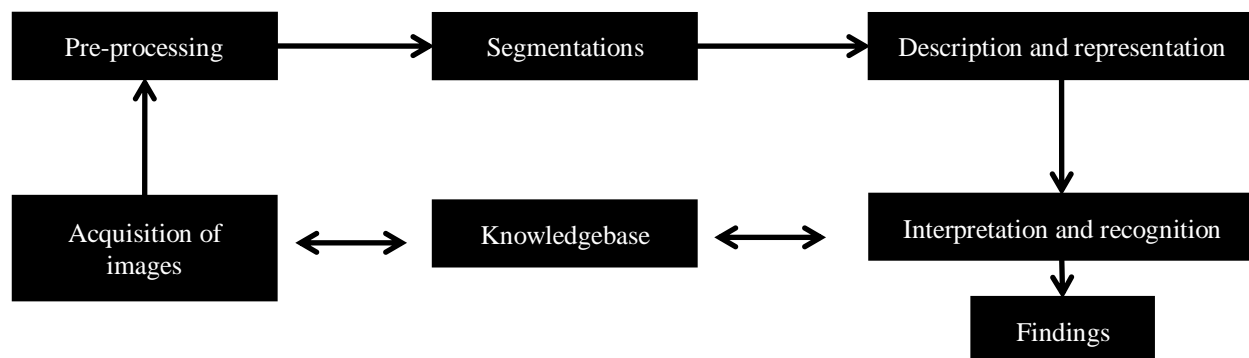 Pre-processing
Segmentations
Description and representation
Acquisition of
images
Knowledgebase
Interpretation and recognition
Findings